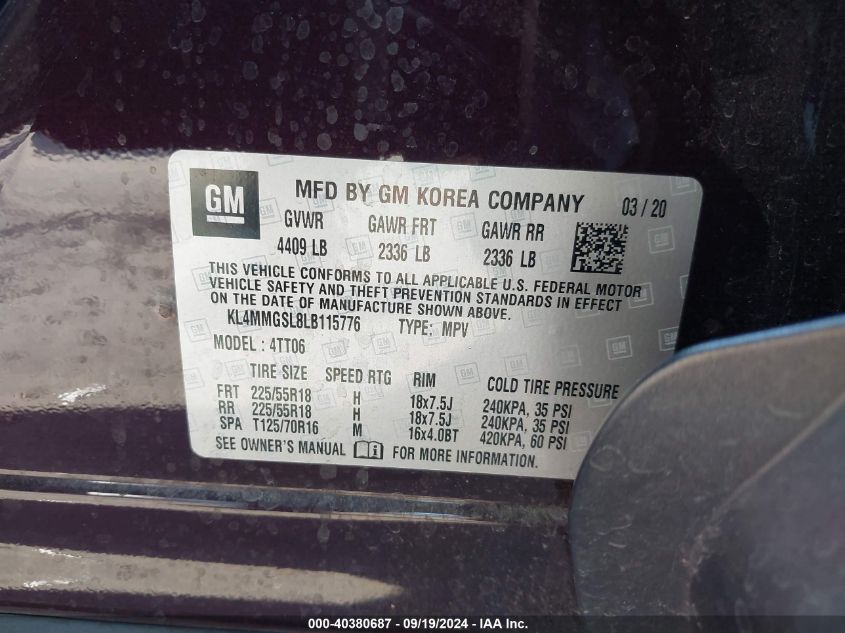 GM MFD BY GM KOREA COMPANY 03 / 20
GVWR GAWR FRT GAWR RR
4409 LB 2336 LB 2336 LB
THIS VEHICLE CONFORMS TO ALL APPLICABLE U.S. FEDERAL MOTOR
VEHICLE SAFETY AND THEFT PREVENTION STANDARDS IN EFFECT
ON THE DATE OF MANUFACTURE SHOWN ABOVE.
KL4MMGSL8LB115776 TYPE: MPV
MODEL: 4TT06
TIRE SIZE SPEED RTG RIM COLD TIRE PRESSURE
FRT 225/55R18 H 18x7.5J 240KPA, 35 PSI
RR 225/55R18 H 18x7.5J 240KPA, 35 PSI
SPA T125/70R16 M 16x4.0BT 420KPA, 60 PSI
SEE OWNER'S MANUAL FOR MORE INFORMATION.
000-40380687 - 09/19/2024 - IAA Inc.